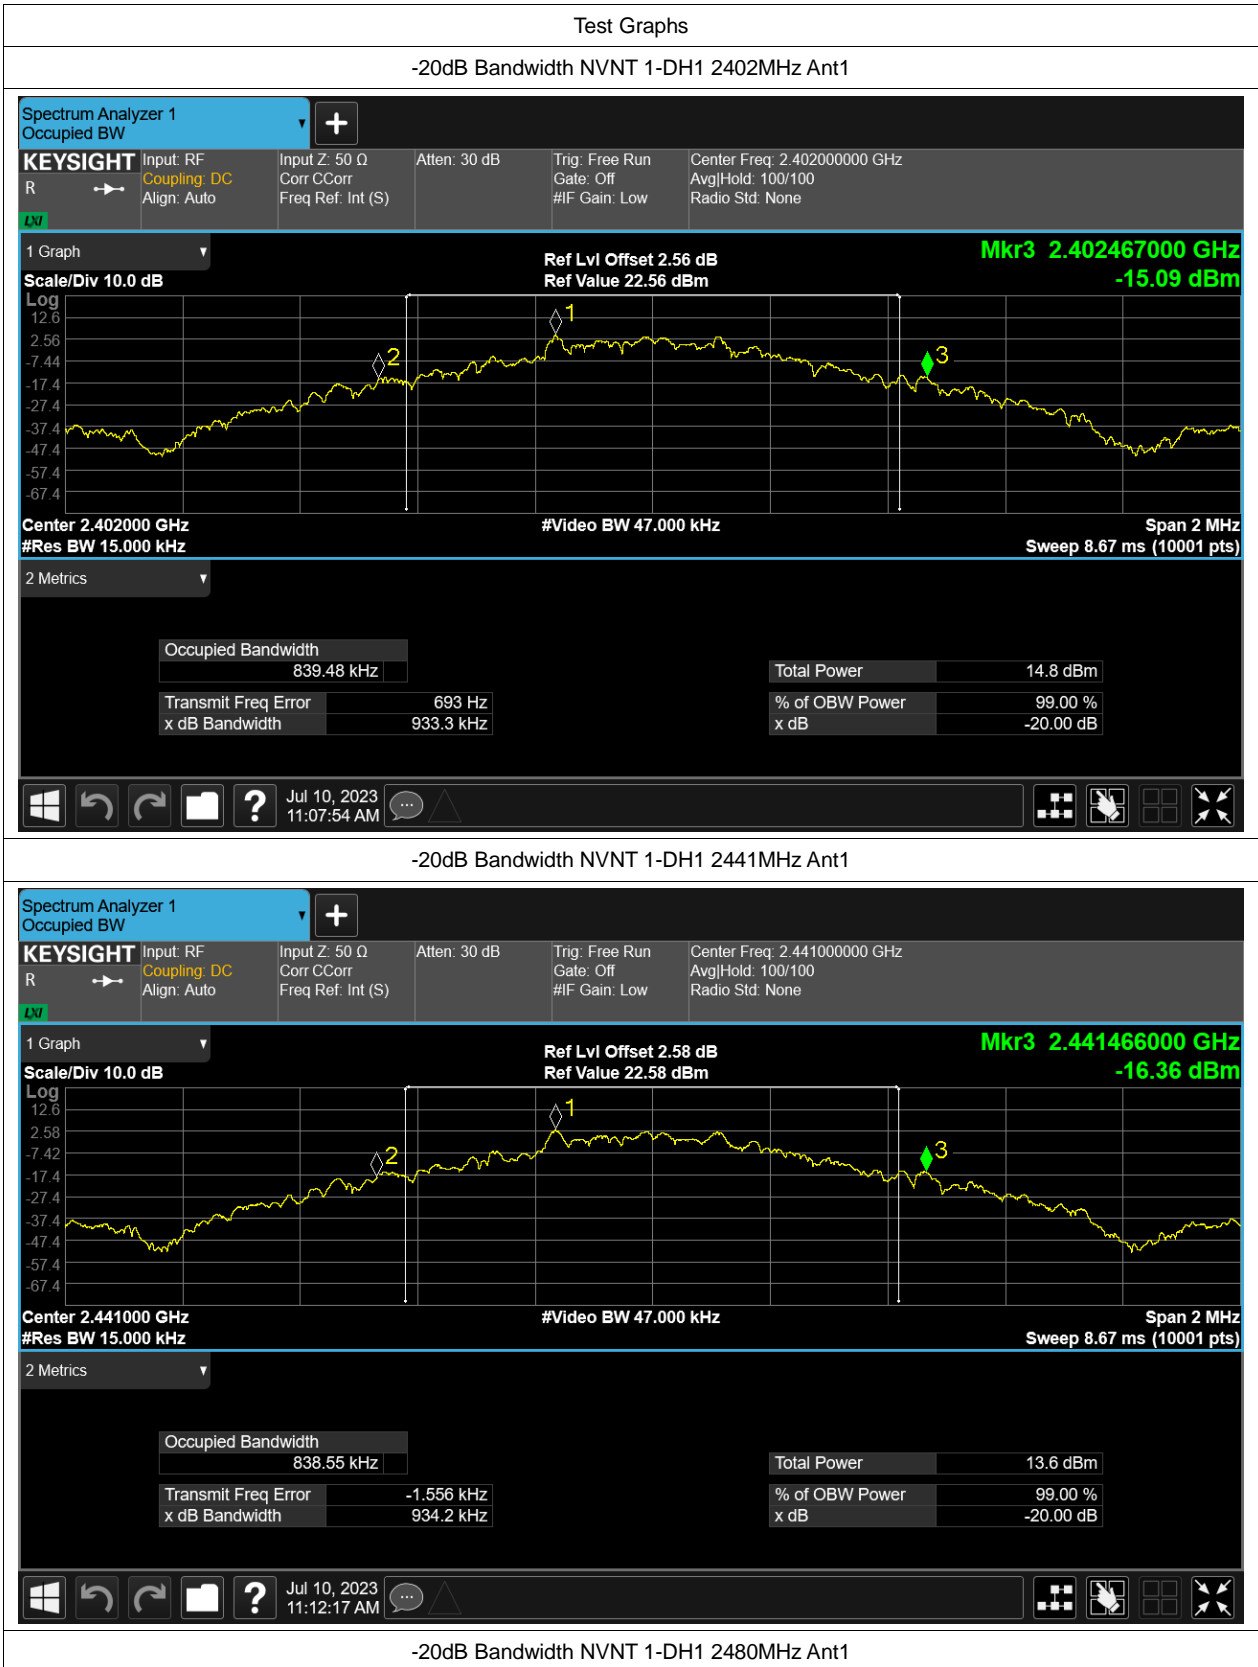 Test Graphs
-20dB Bandwidth NVNT 1-DH1 2402MHz Ant1
Spectrum Analyzer 1
Occupied BW
KEYSIGHT Input: RF Input Z: 50 Ω Atten: 30 dB Trig: Free Run Center Freq: 2.402000000 GHz
R Coupling: DC Corr CCorr Gate: Off Avg|Hold: 100/100
Align: Auto Freq Ref: Int (S) #IF Gain: Low Radio Std: None
LXI
1 Graph Ref Lvl Offset 2.56 dB Mkr3 2.402467000 GHz
Scale/Div 10.0 dB Ref Value 22.56 dBm -15.09 dBm
Log
12.6
1
2.56
-7.44
2
3
-17.4
-27.4
-37.4
-47.4
-57.4
-67.4
Center 2.402000 GHz #Video BW 47.000 kHz Span 2 MHz
#Res BW 15.000 kHz Sweep 8.67 ms (10001 pts)
2 Metrics
Occupied Bandwidth
839.48 kHz Total Power 14.8 dBm
Transmit Freq Error 693 Hz % of OBW Power 99.00 %
x dB Bandwidth 933.3 kHz x dB -20.00 dB
? Jul 10, 2023
11:07:54 AM
-20dB Bandwidth NVNT 1-DH1 2441MHz Ant1
Spectrum Analyzer 1
Occupied BW
KEYSIGHT Input: RF Input Z: 50 Ω Atten: 30 dB Trig: Free Run Center Freq: 2.441000000 GHz
R Coupling: DC Corr CCorr Gate: Off Avg|Hold: 100/100
Align: Auto Freq Ref: Int (S) #IF Gain: Low Radio Std: None
LXI
1 Graph Ref Lvl Offset 2.58 dB Mkr3 2.441466000 GHz
Scale/Div 10.0 dB Ref Value 22.58 dBm -16.36 dBm
Log
12.6
1
2.58
-7.42
2
3
-17.4
-27.4
-37.4
-47.4
-57.4
-67.4
Center 2.441000 GHz #Video BW 47.000 kHz Span 2 MHz
#Res BW 15.000 kHz Sweep 8.67 ms (10001 pts)
2 Metrics
Occupied Bandwidth
838.55 kHz Total Power 13.6 dBm
Transmit Freq Error -1.556 kHz % of OBW Power 99.00 %
x dB Bandwidth 934.2 kHz x dB -20.00 dB
? Jul 10, 2023
11:12:17 AM
-20dB Bandwidth NVNT 1-DH1 2480MHz Ant1